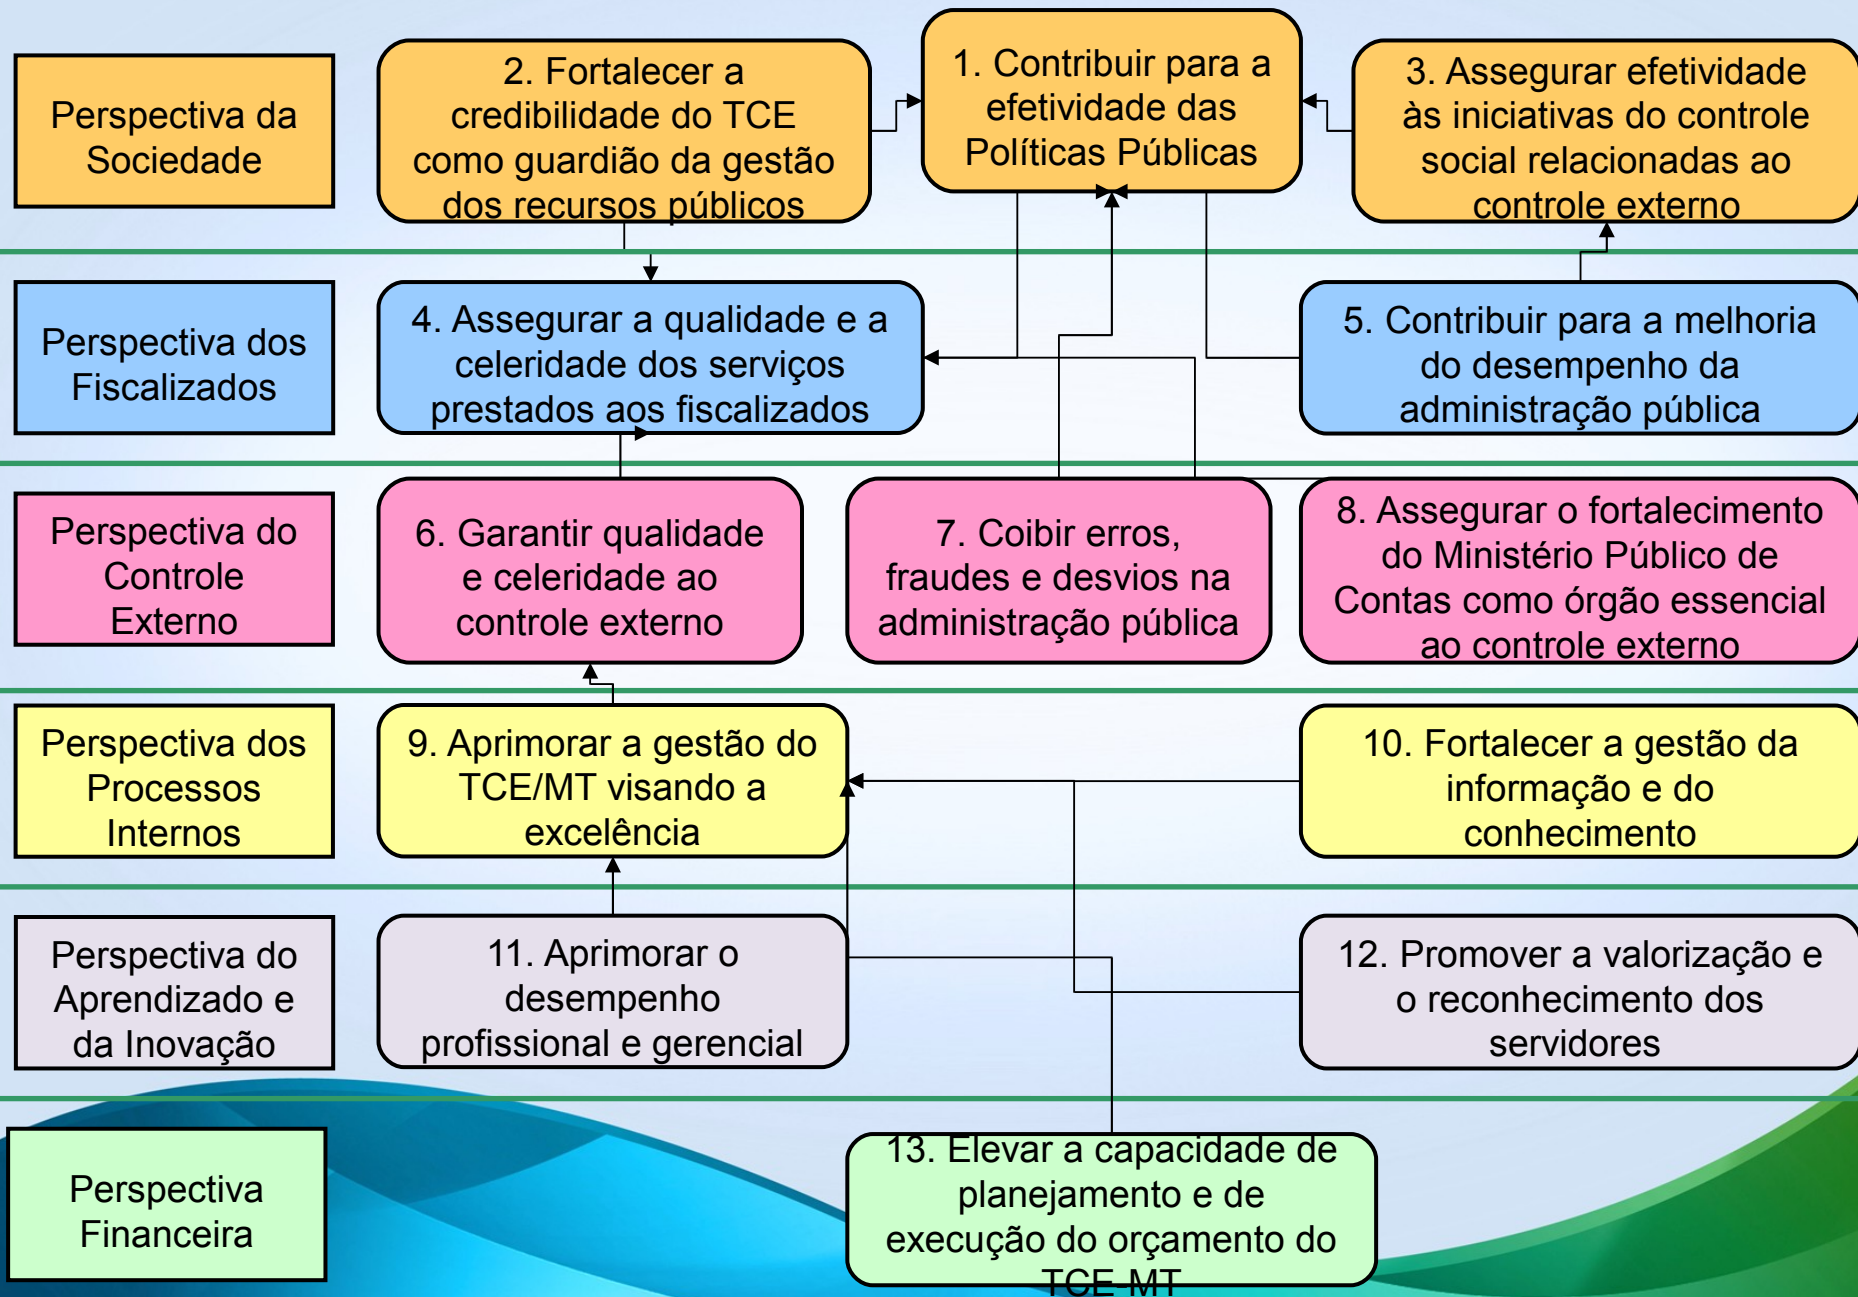 Perspectiva da
Sociedade
2. Fortalecer a
credibilidade do TCE
como guardião da gestão
dos recursos públicos
1. Contribuir para a
efetividade das
Políticas Públicas
3. Assegurar efetividade
às iniciativas do controle
social relacionadas ao
controle externo
Perspectiva dos
Fiscalizados
4. Assegurar a qualidade e a
celeridade dos serviços
prestados aos fiscalizados
5. Contribuir para a melhoria
do desempenho da
administração pública
Perspectiva do
Controle
Externo
6. Garantir qualidade
e celeridade ao
controle externo
7. Coibir erros,
fraudes e desvios na
administração pública
8. Assegurar o fortalecimento
do Ministério Público de
Contas como órgão essencial
ao controle externo
Perspectiva dos
Processos
Internos
9. Aprimorar a gestão do
TCE/MT visando a
excelência
10. Fortalecer a gestão da
informação e do
conhecimento
Perspectiva do
Aprendizado e
da Inovação
11. Aprimorar o
desempenho
profissional e gerencial
12. Promover a valorização e
o reconhecimento dos
servidores
Perspectiva
Financeira
13. Elevar a capacidade de
planejamento e de
execução do orçamento do
TCE-MT